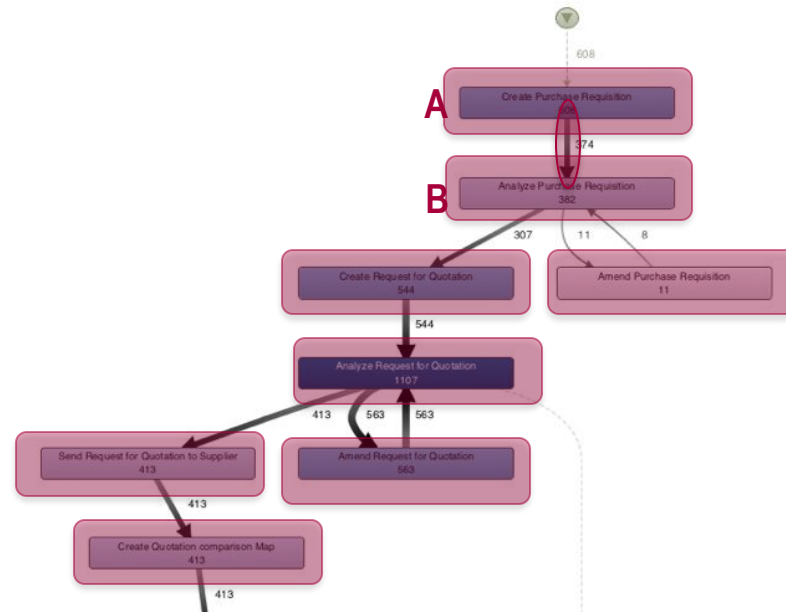 608
A
Create Purchase Requisition
608
374
B
Analyze Purchase Requisition
382
307
11
8
Create Request for Quotation
544
Amend Purchase Requisition
11
544
Analyze Request for Quotation
1107
413
563
563
Send Request for Quotation to Supplier
413
Amend Request for Quotation
563
413
Create Quotation comparison Map
413
413